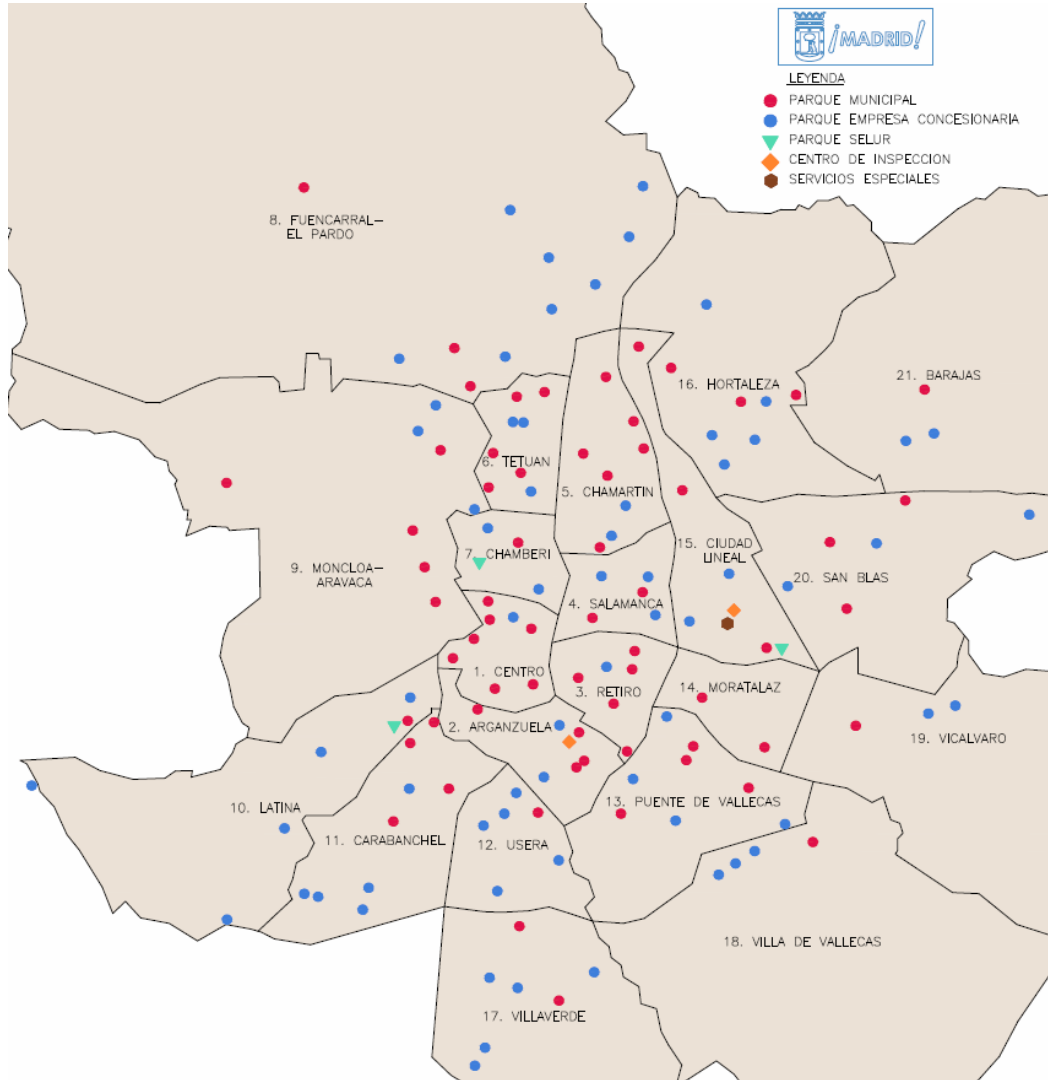 ¡MADRID!
LEYENDA
PARQUE MUNICIPAL
PARQUE EMPRESA CONCESIONARIA
PARQUE SELUR
CENTRO DE INSPECCION
SERVICIOS ESPECIALES
8. FUENCARRAL–
EL PARDO
16. HORTALEZA
21. BARAJAS
6. TETUAN
5. CHAMARTIN
7. CHAMBERI
15. CIUDAD
LINEAL
9. MONCLOA–
ARAVACA
20. SAN BLAS
4. SALAMANCA
1. CENTRO
3. RETIRO
14. MORATALAZ
2. ARGANZUELA
19. VICALVARO
10. LATINA
13. PUENTE DE VALLECAS
11. CARABANCHEL
12. USERA
18. VILLA DE VALLECAS
17. VILLAVERDE